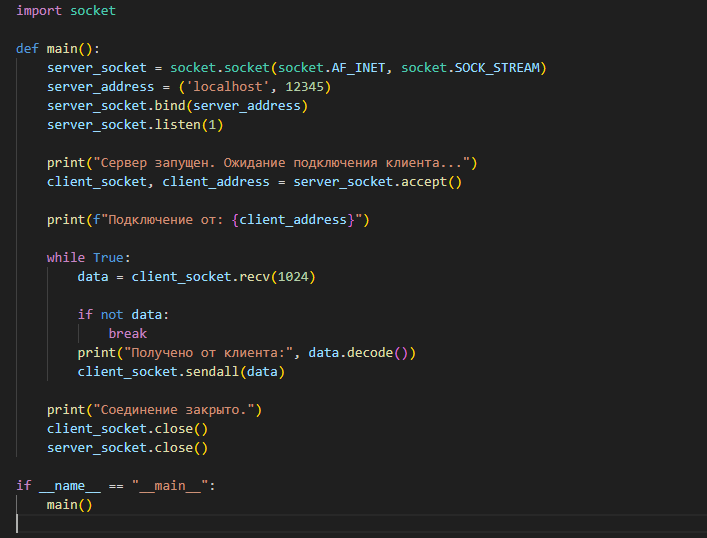 import socket
def main():
server_socket = socket.socket(socket.AF_INET, socket.SOCK_STREAM)
server_address = ('localhost', 12345)
server_socket.bind(server_address)
server_socket.listen(1)
print("Сервер запущен. Ожидание подключения клиента...")
client_socket, client_address = server_socket.accept()
print(f"Подключение от: {client_address}")
while True:
data = client_socket.recv(1024)
if not data:
break
print("Получено от клиента:", data.decode())
client_socket.sendall(data)
print("Соединение закрыто.")
client_socket.close()
server_socket.close()
if __name__ == "__main__":
main()